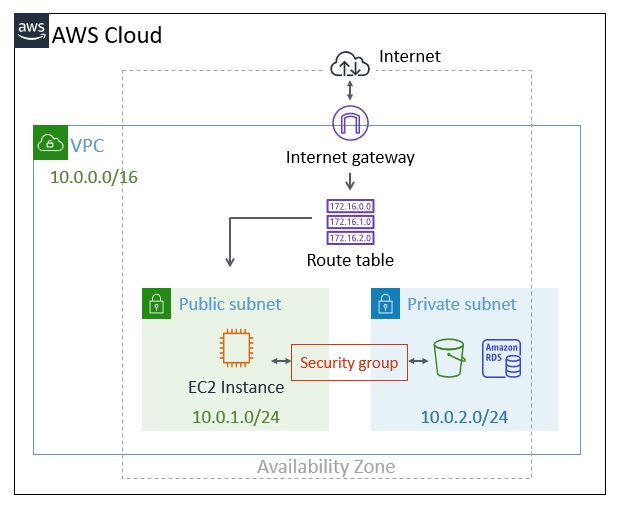 aws
AWS Cloud
Internet
VPC
10.0.0.0/16
Internet gateway
172.16.0.0
172.16.1.0
172.16.2.0
Route table
Public subnet
EC2 Instance
10.0.1.0/24
Security group
Private subnet
Amazon
RDS
10.0.2.0/24
Availability Zone